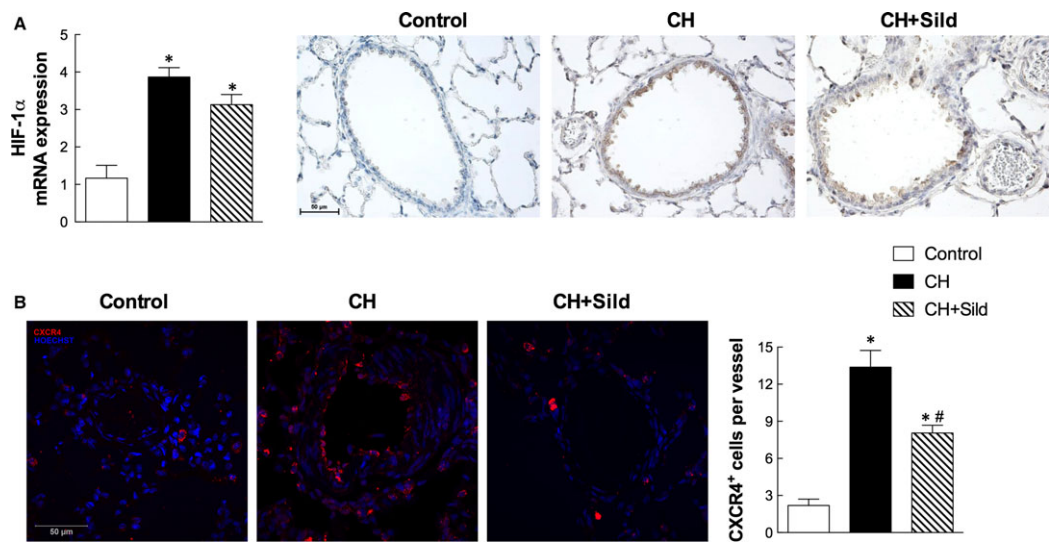 A
Control
CH
CH+Sild
HIF-1α
mRNA expression
5
4
3
2
1
0
*
*
50 µm
Control
CH
CH+Sild
B
Control
CH
CH+Sild
CXCR4
HOECHST
50 µm
CXCR4⁺ cells per vessel
15
12
9
6
3
0
*
* #